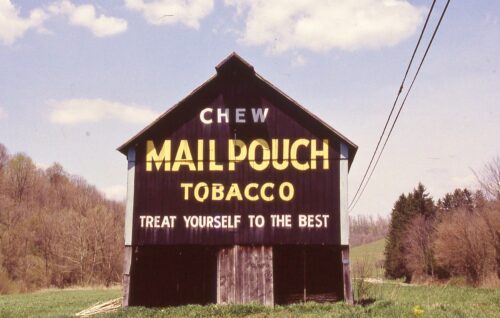 CHEW
MAIL POUCH
TOBACCO
TREAT YOURSELF TO THE BEST